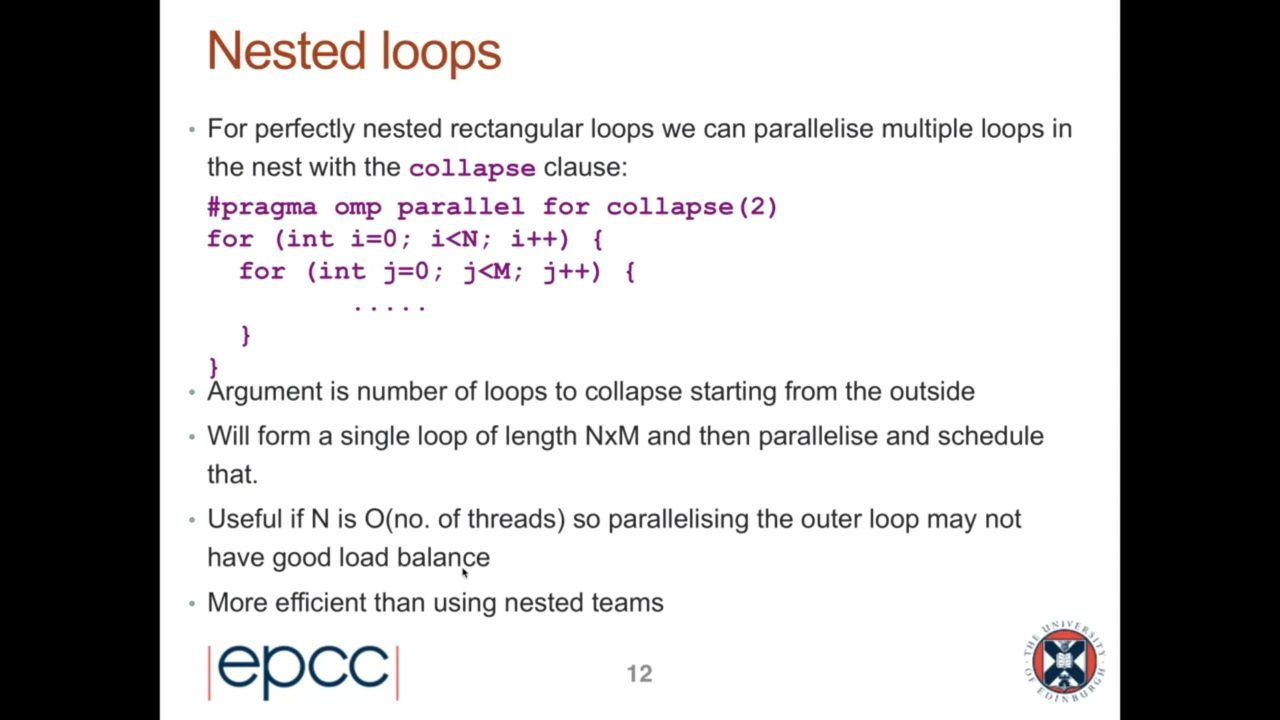 Nested loops
• For perfectly nested rectangular loops we can parallelise multiple loops in
the nest with the collapse clause:
#pragma omp parallel for collapse(2)
for (int i=0; i<N; i++) {
  for (int j=0; j<M; j++) {
         .....
  }
}
• Argument is number of loops to collapse starting from the outside
• Will form a single loop of length NxM and then parallelise and schedule
that.
• Useful if N is O(no. of threads) so parallelising the outer loop may not
have good load balance
• More efficient than using nested teams
|epcc|
12
THE UNIVERSITY
OF EDINBURGH